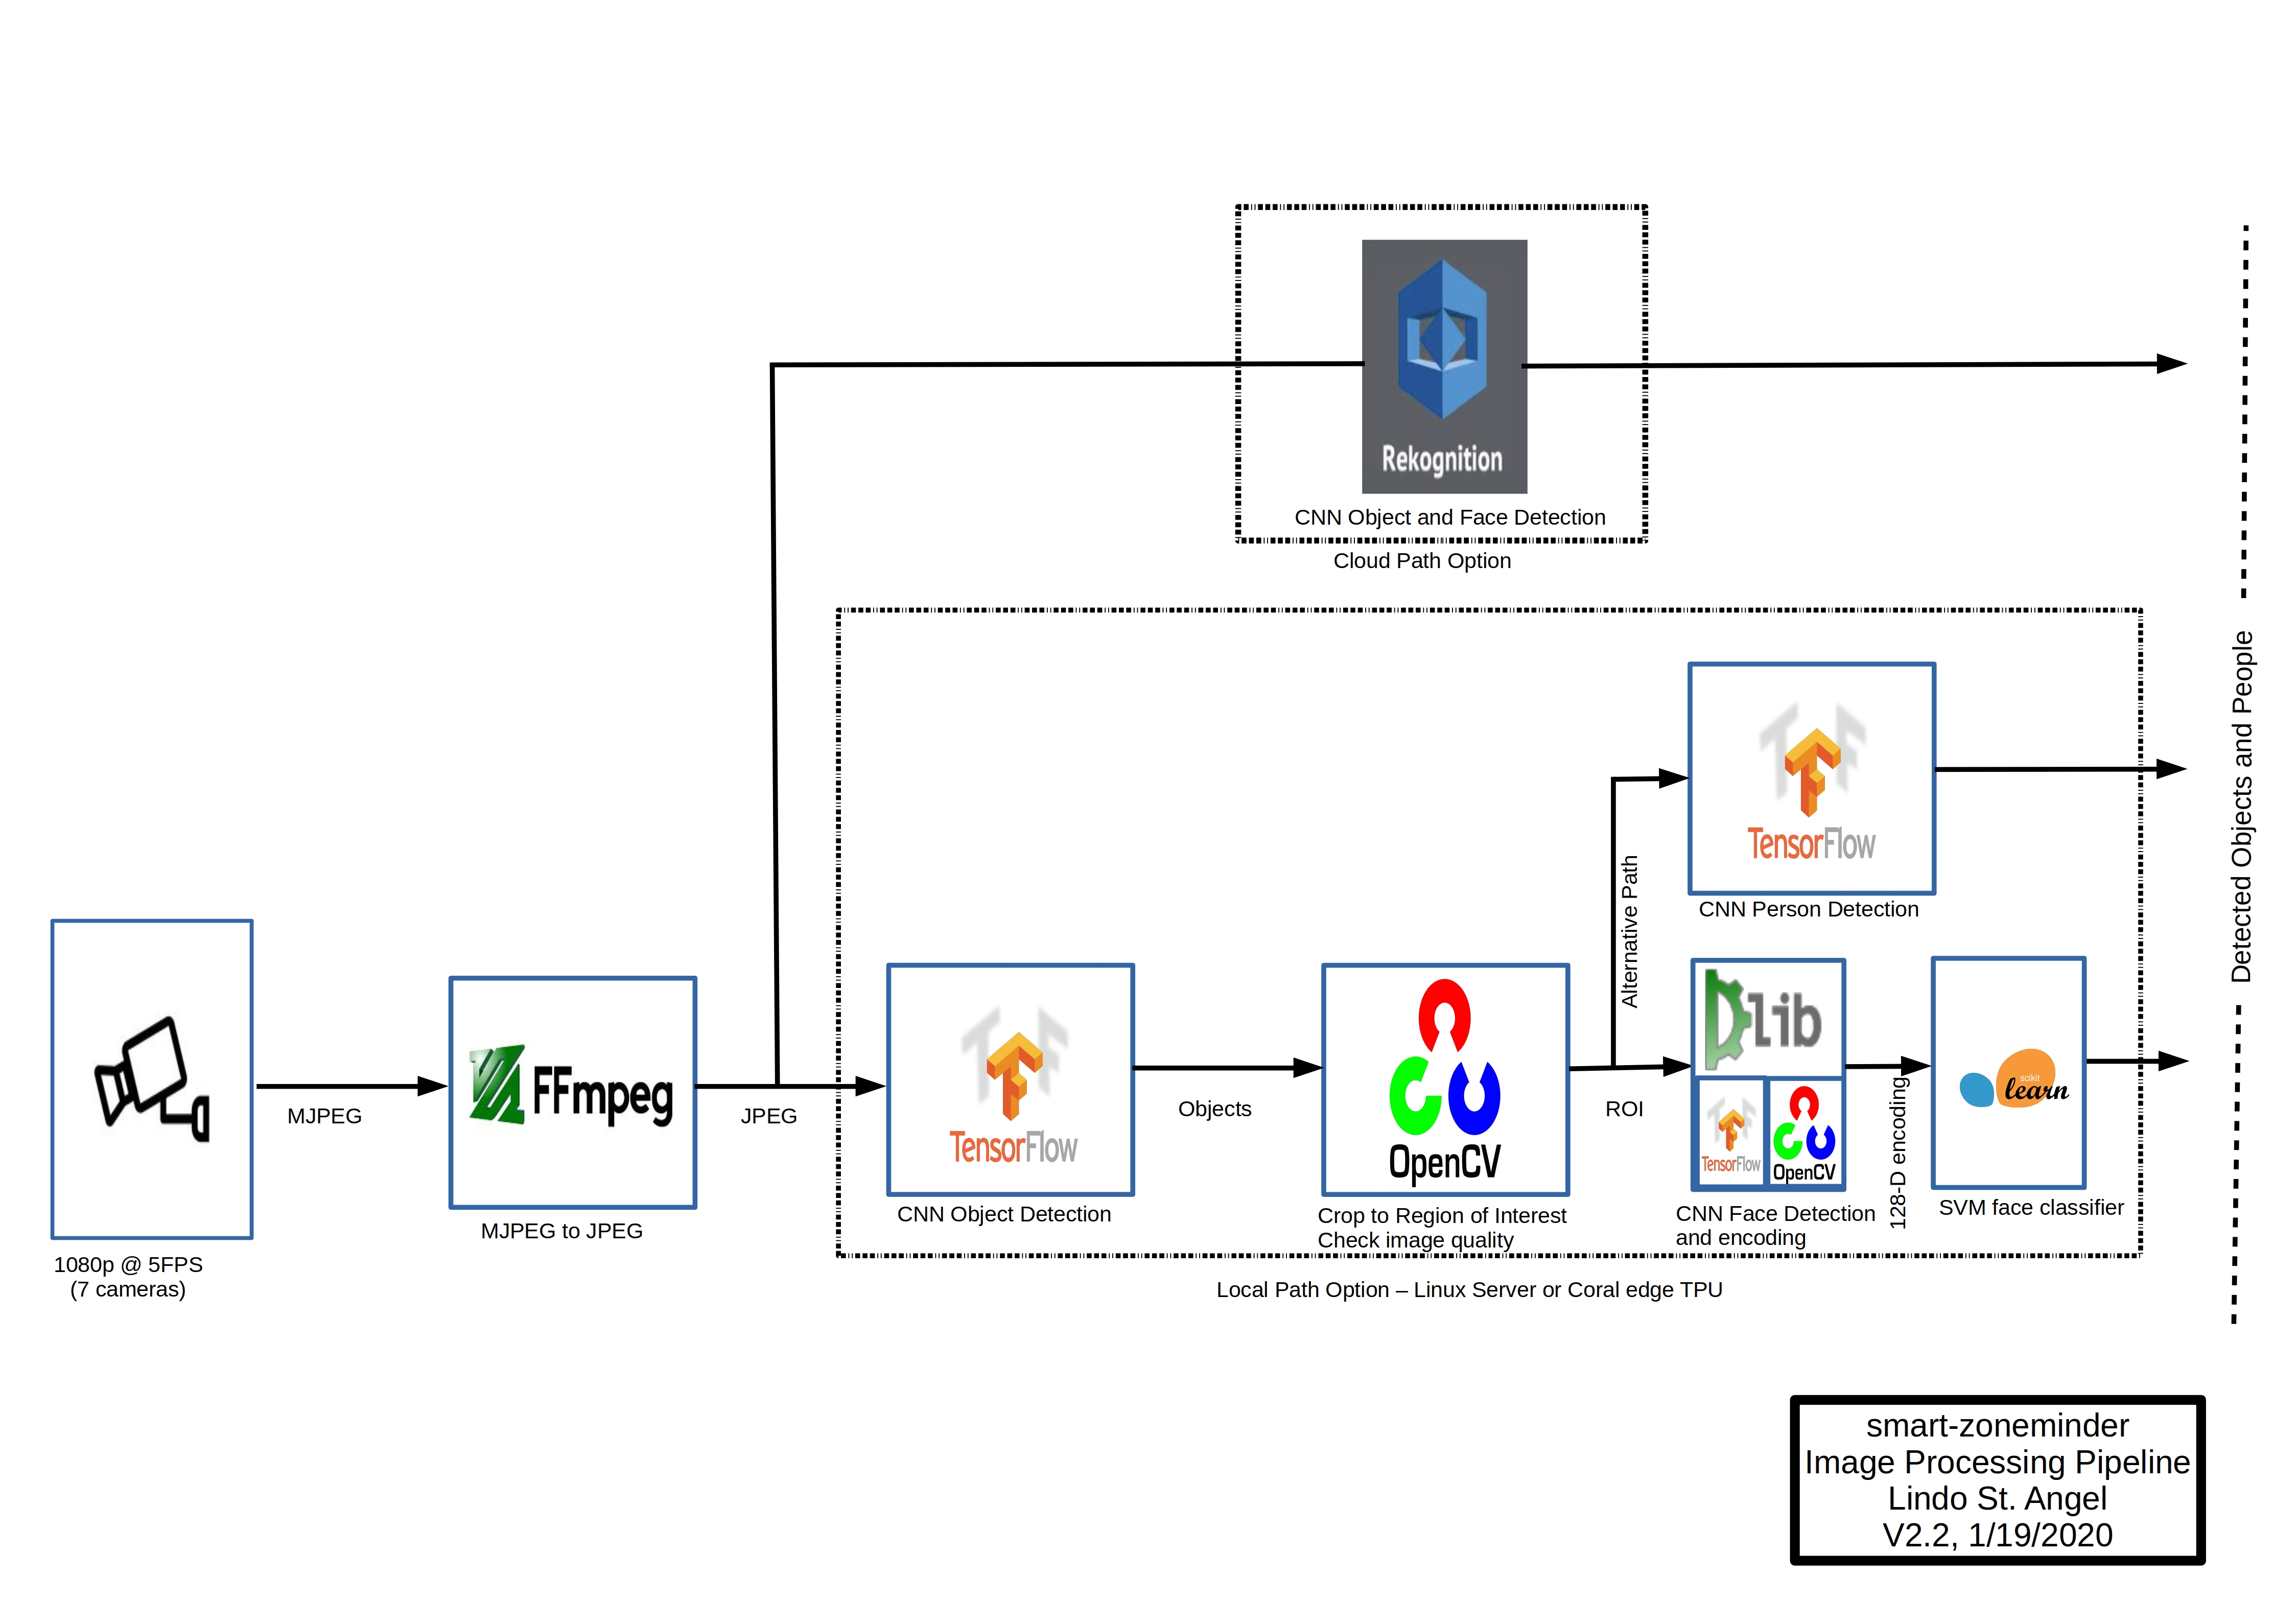 Rekognition
CNN Object and Face Detection
Cloud Path Option
Detected Objects and People
TensorFlow
CNN Person Detection
Alternative Path
1080p @ 5FPS
(7 cameras)
MJPEG
FFmpeg
MJPEG to JPEG
JPEG
TensorFlow
CNN Object Detection
Objects
OpenCV
Crop to Region of Interest
Check image quality
ROI
Dlib
TensorFlow
OpenCV
CNN Face Detection
and encoding
128-D encoding
scikit
learn
SVM face classifier
Local Path Option – Linux Server or Coral edge TPU
smart-zoneminder
Image Processing Pipeline
Lindo St. Angel
V2.2, 1/19/2020